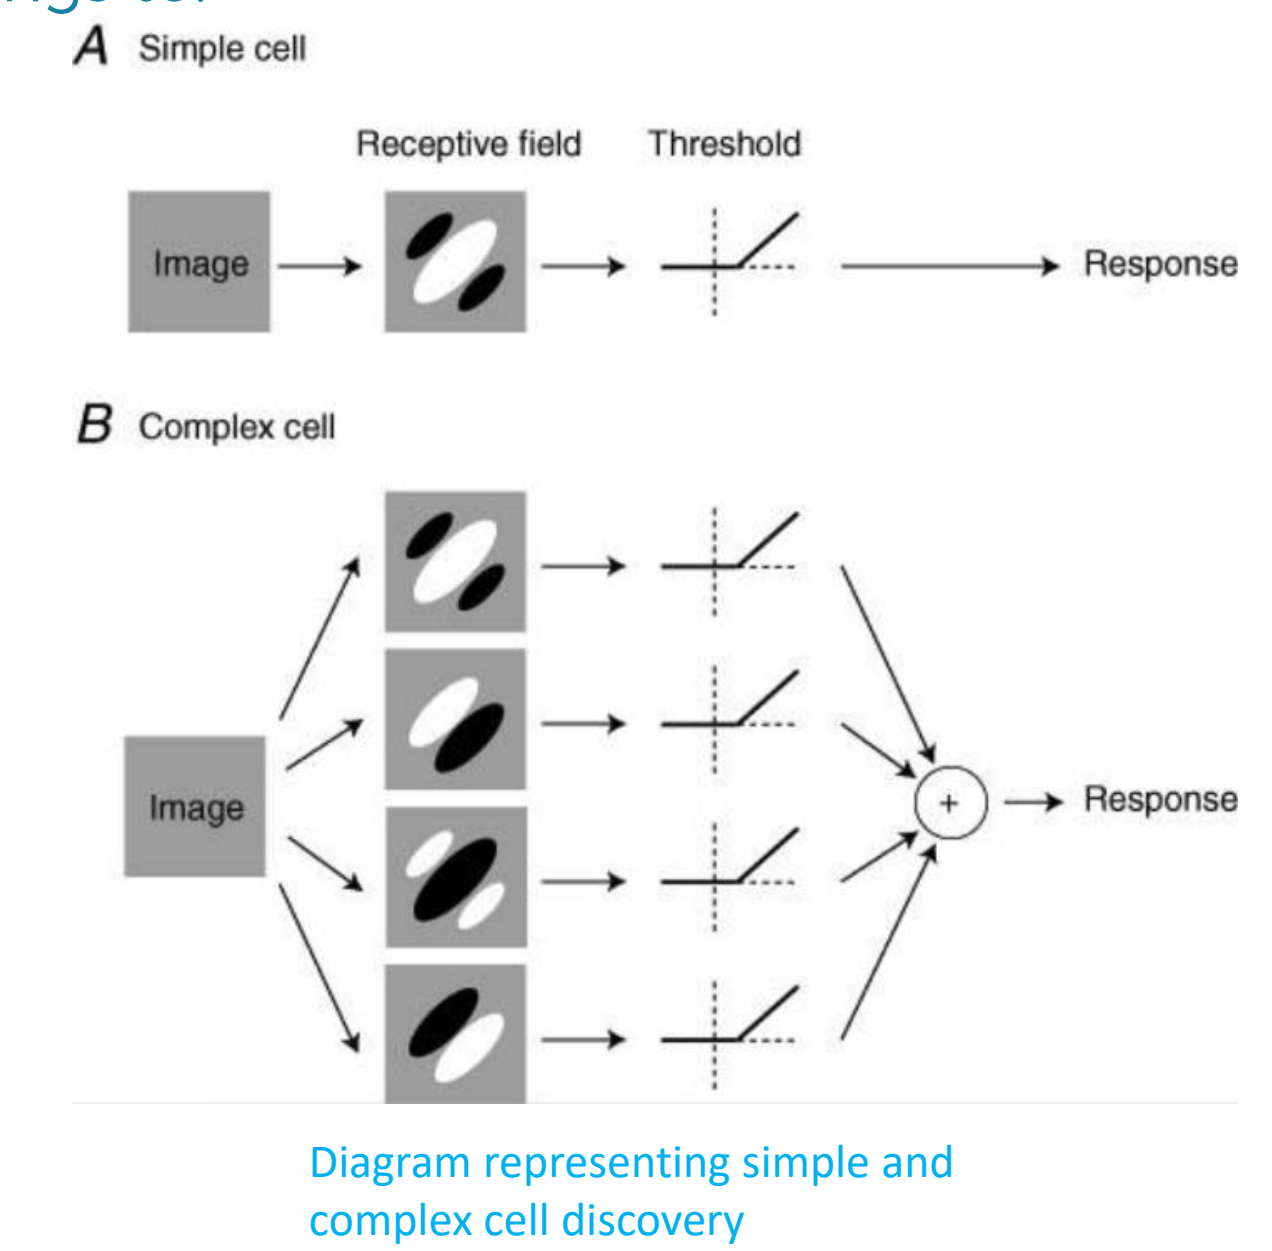 A Simple cell
Receptive field Threshold
Image
Response
B Complex cell
Image
+
Response
Diagram representing simple and
complex cell discovery